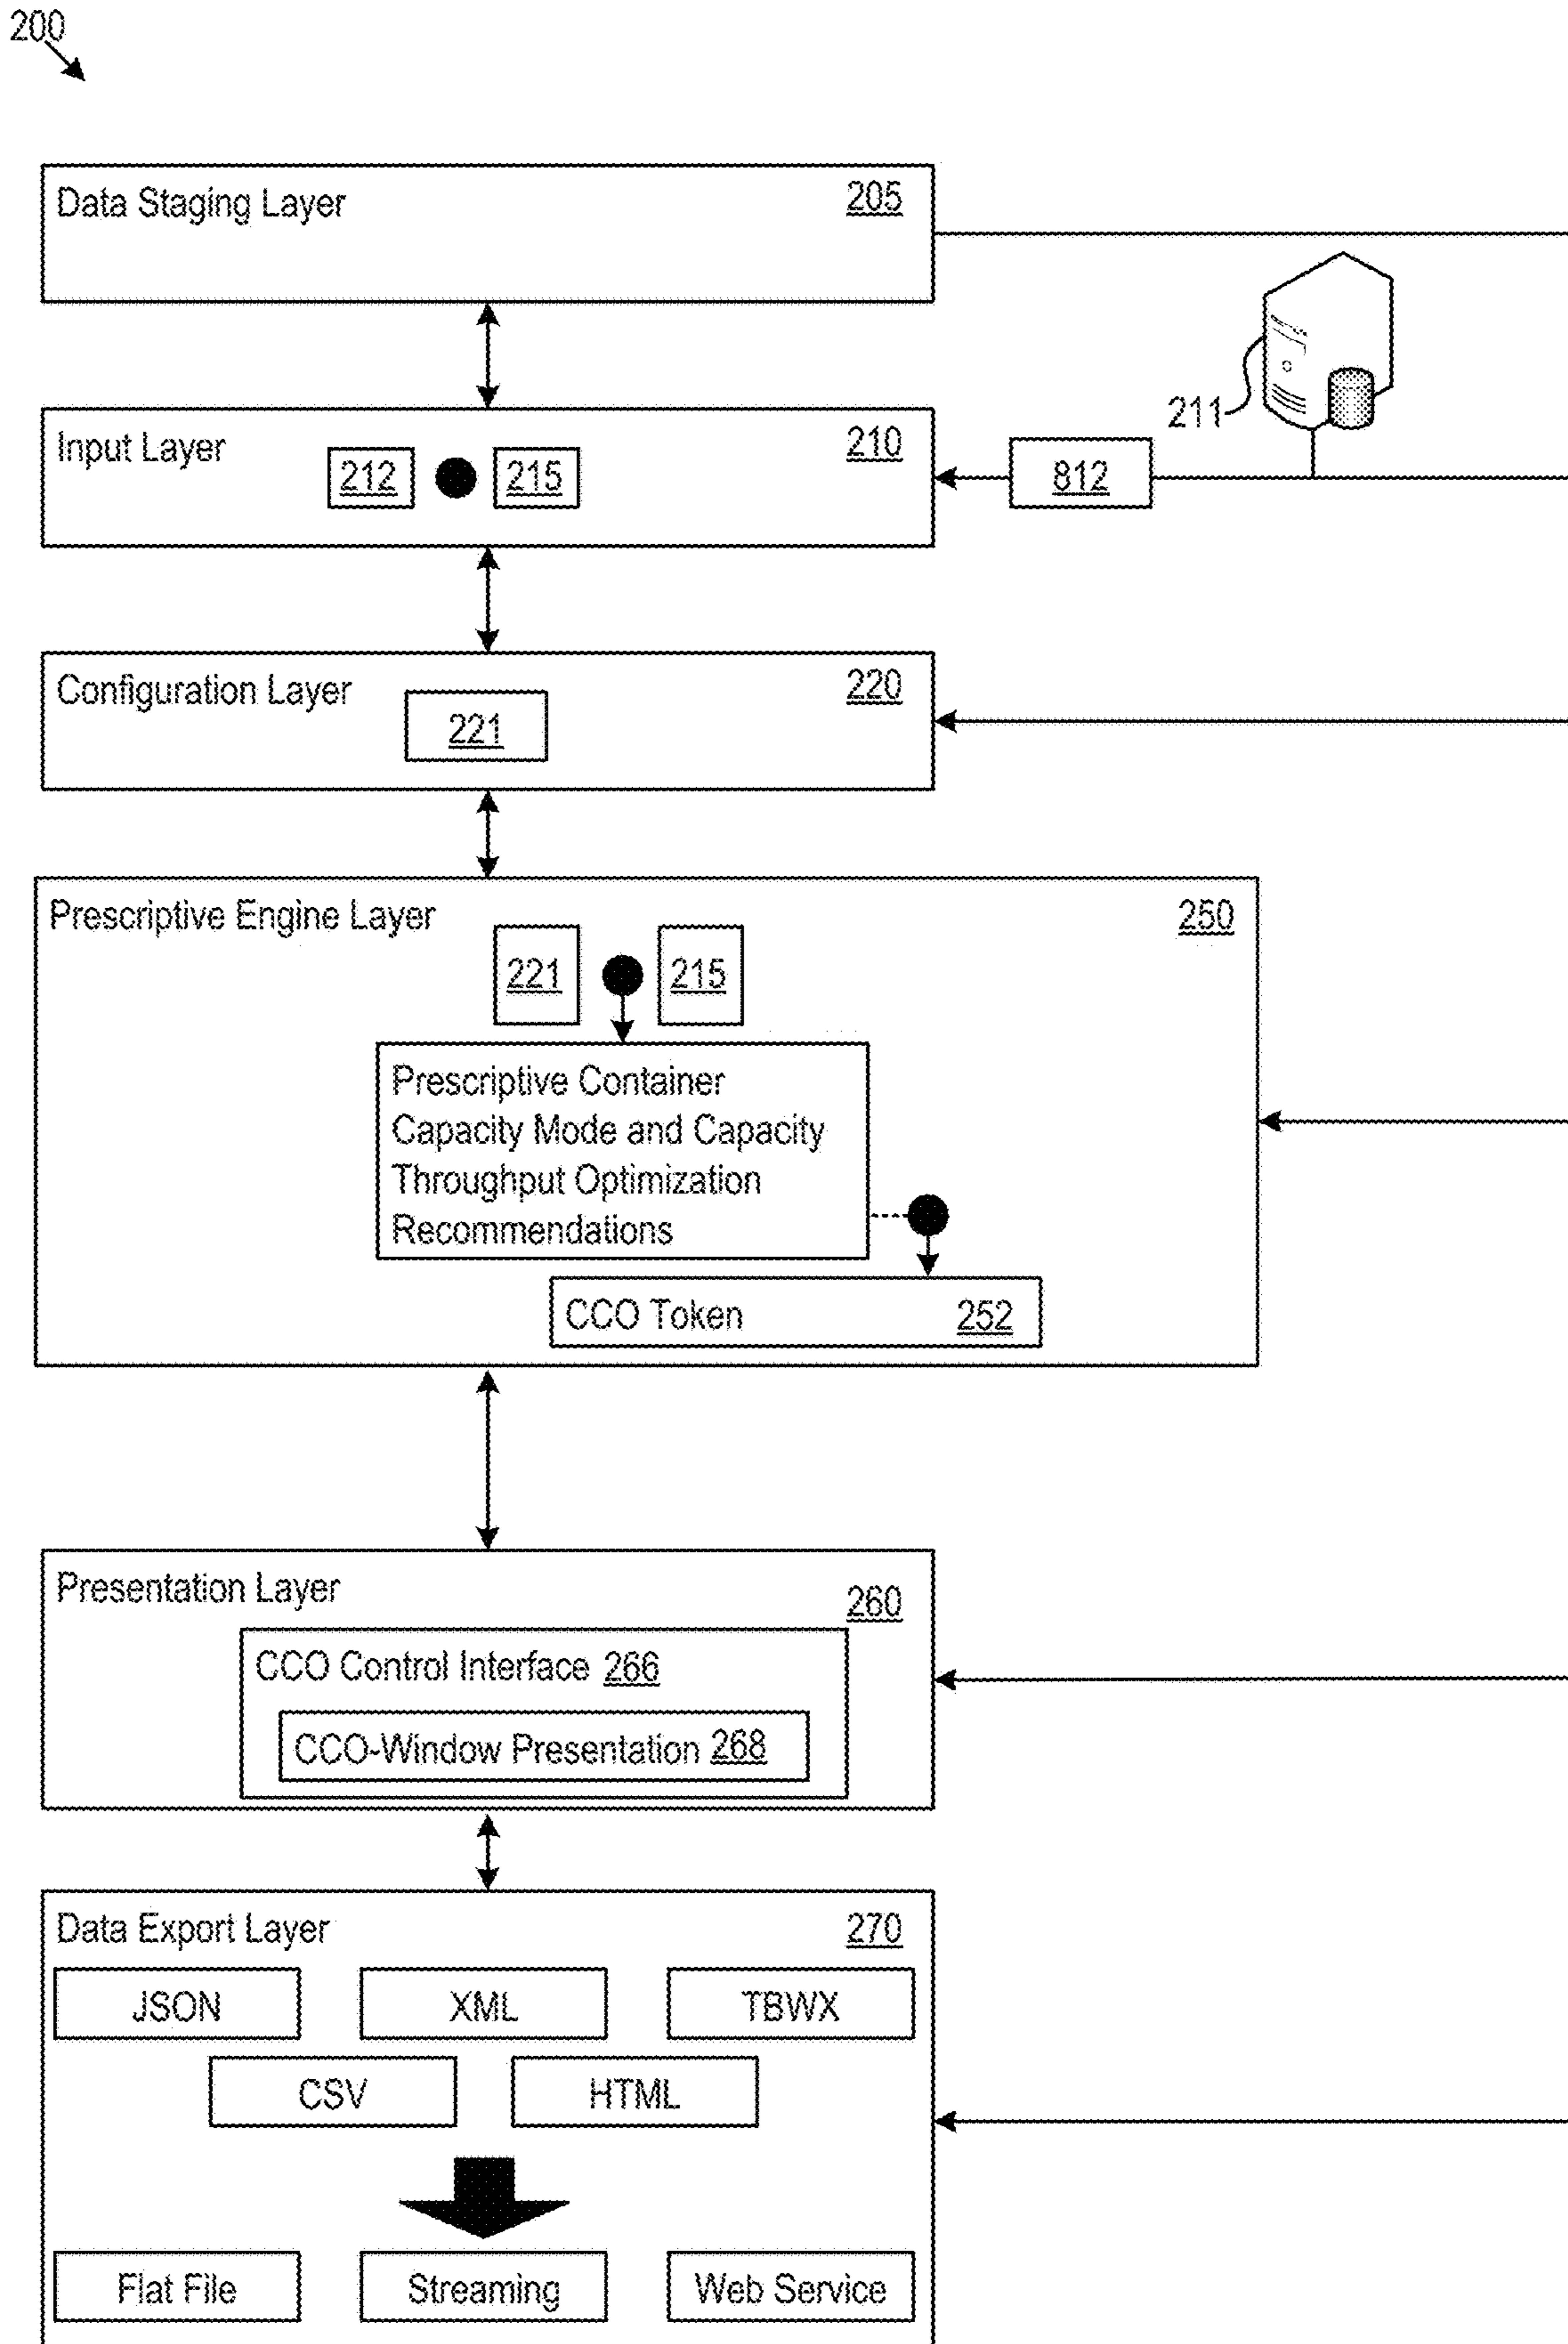 200
Data Staging Layer 205
211
Input Layer 212 215 210
812
Configuration Layer 220
221
Prescriptive Engine Layer 250
221 215
Prescriptive Container
Capacity Mode and Capacity
Throughput Optimization
Recommendations
CCO Token 252
Presentation Layer 260
CCO Control Interface 266
CCO-Window Presentation 268
Data Export Layer 270
JSON XML TBWX
CSV HTML
Flat File Streaming Web Service